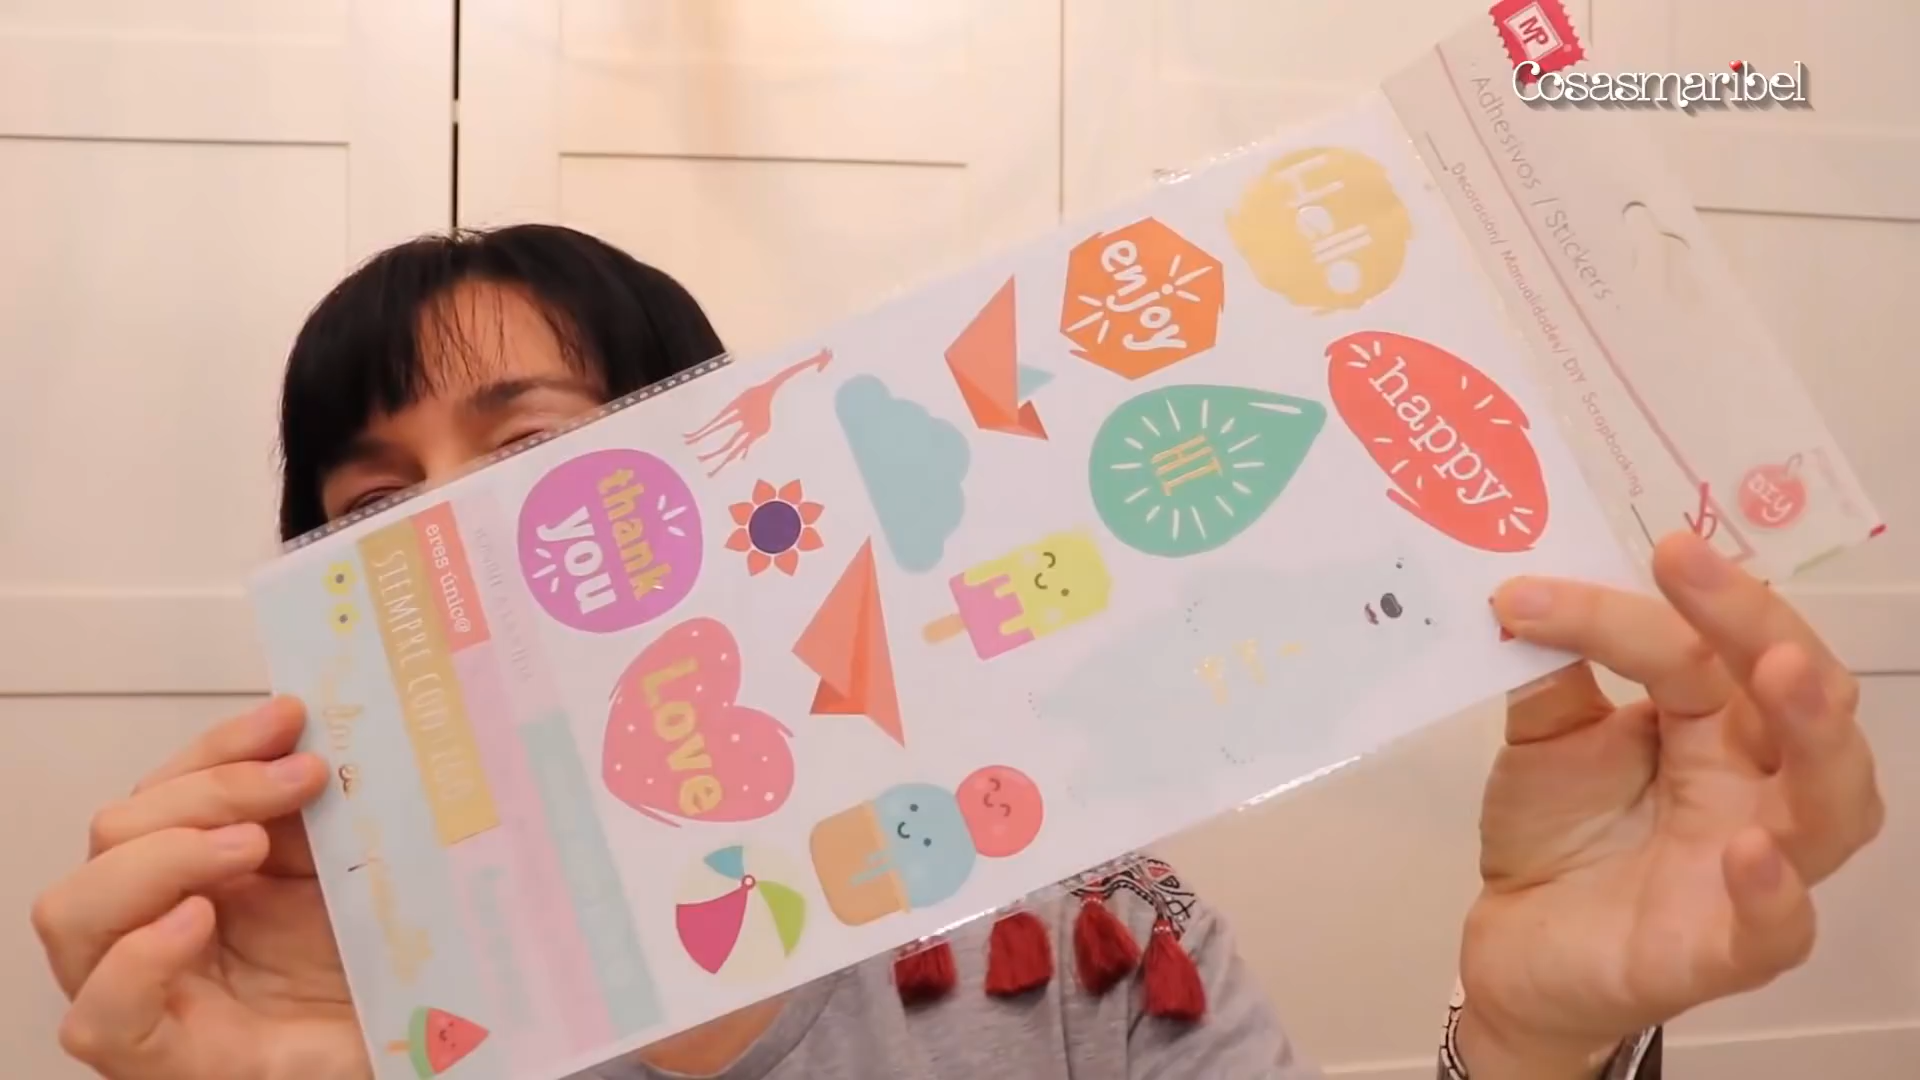 MP
Cosasmaribel
Adhesivos / Stickers
Decoración/ Manualidades/ DIY Scrapbooking
DIY
Hello
enjoy
happy
HI
thank
you
Love
eres únic@
SIEMPRE CONTIGO